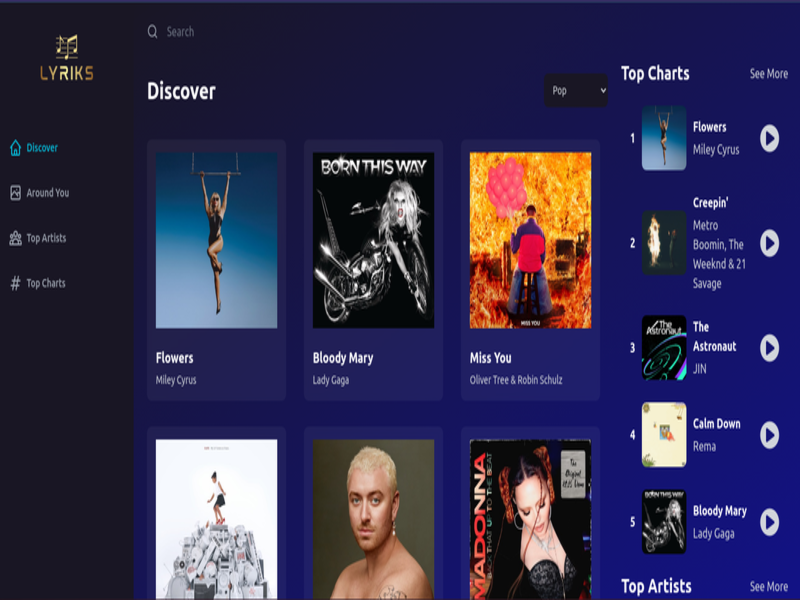 LYRIKS
Discover
Around You
Top Artists
Top Charts
Search
Discover
Pop
BORN THIS WAY
MISS YOU
Flowers
Miley Cyrus
Bloody Mary
Lady Gaga
Miss You
Oliver Tree & Robin Schulz
MADONNA
The
Original
Top Charts
See More
1
Flowers
Miley Cyrus
2
Creepin'
Metro
Boomin, The
Weeknd & 21
Savage
3
The
Astronaut
The
Astronaut
JIN
4
Calm Down
Rema
5
BORN THIS WAY
Bloody Mary
Lady Gaga
Top Artists
See More